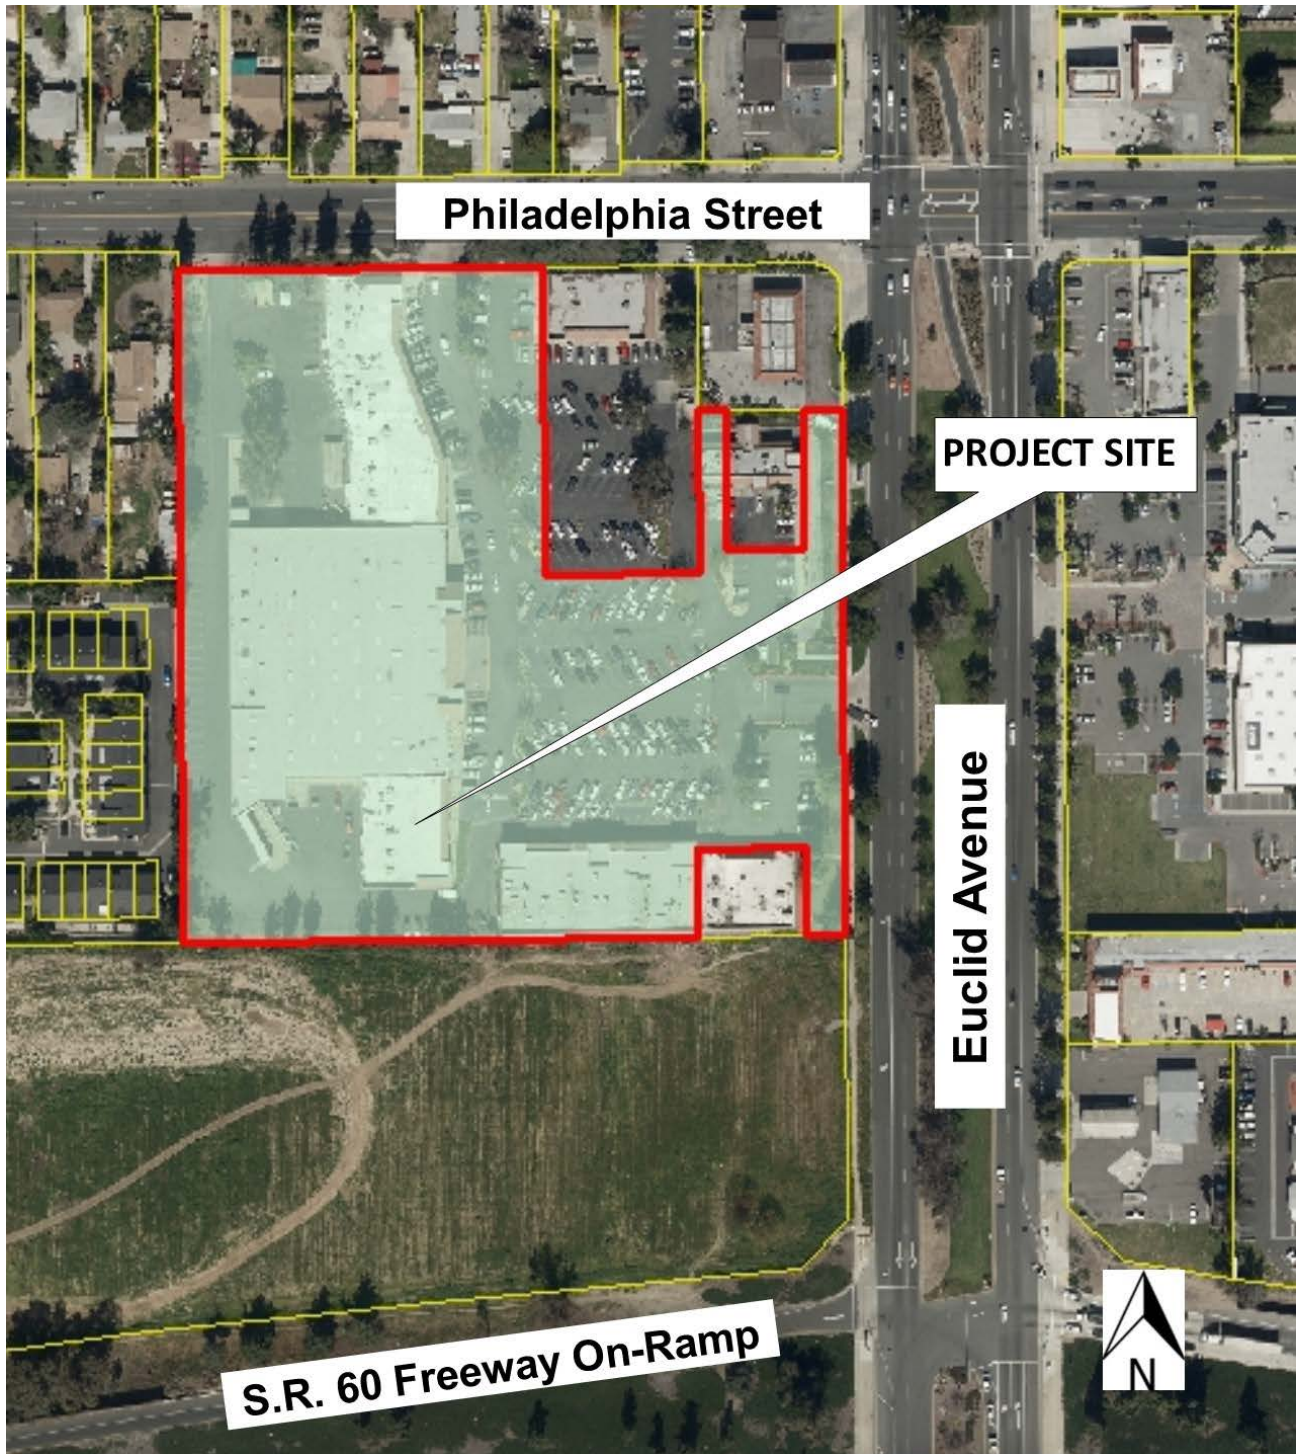 Philadelphia Street
PROJECT SITE
Euclid Avenue
S.R. 60 Freeway On-Ramp
N